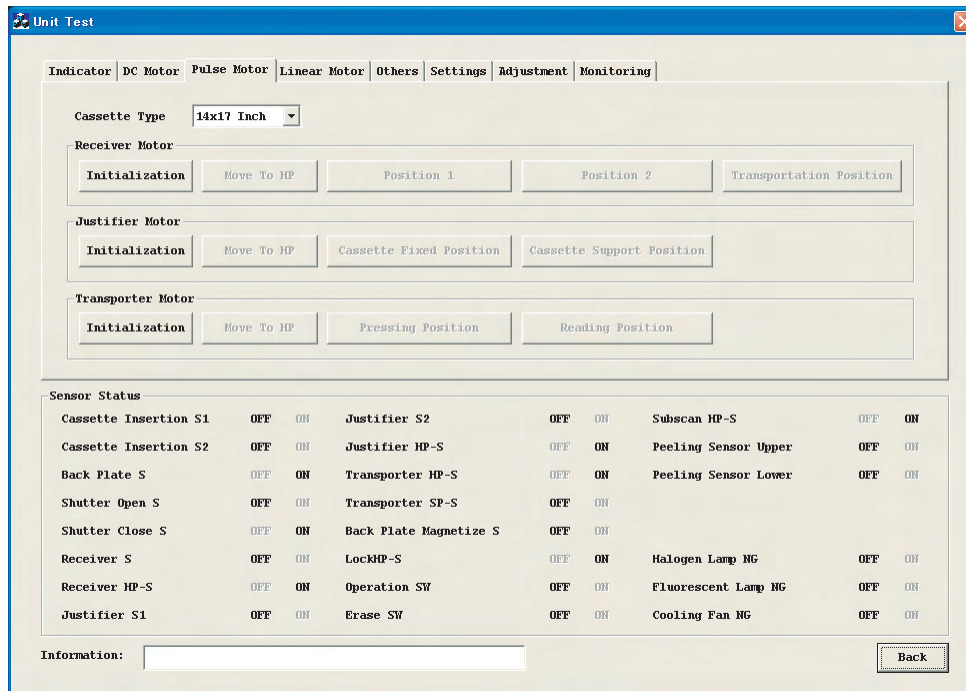 Unit Test
Indicator DC Motor Pulse Motor Linear Motor Others Settings Adjustment Monitoring
Cassette Type 14x17 Inch
Receiver Motor
Initialization Move To HP Position 1 Position 2 Transportation Position
Justifier Motor
Initialization Move To HP Cassette Fixed Position Cassette Support Position
Transporter Motor
Initialization Move To HP Pressing Position Reading Position
Sensor Status
Cassette Insertion S1 OFF ON Justifier S2 OFF ON Subscan HP-S OFF ON
Cassette Insertion S2 OFF ON Justifier HP-S OFF ON Peeling Sensor Upper OFF ON
Back Plate S OFF ON Transporter HP-S OFF ON Peeling Sensor Lower OFF ON
Shutter Open S OFF ON Transporter SP-S OFF ON
Shutter Close S OFF ON Back Plate Magnetize S OFF ON
Receiver S OFF ON LockHP-S OFF ON Halogen Lamp NG OFF ON
Receiver HP-S OFF ON Operation SW OFF ON Fluorescent Lamp NG OFF ON
Justifier S1 OFF ON Erase SW OFF ON Cooling Fan NG OFF ON
Information: Back